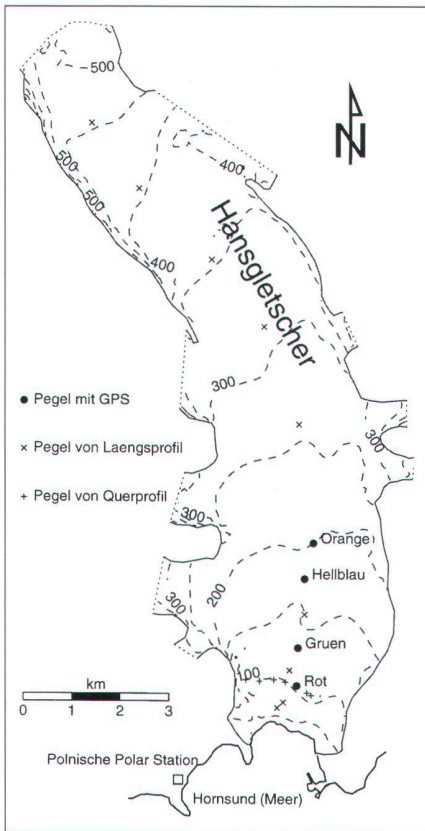 500
N
400
500
500
400
Hansgletscher
300
• Pegel mit GPS
× Pegel von Laengsprofil
+ Pegel von Querprofil
300
300
Orange
Hellblau
200
300
Gruen
100
Rot
km
0 1 2 3
Polnische Polar Station
Hornsund (Meer)